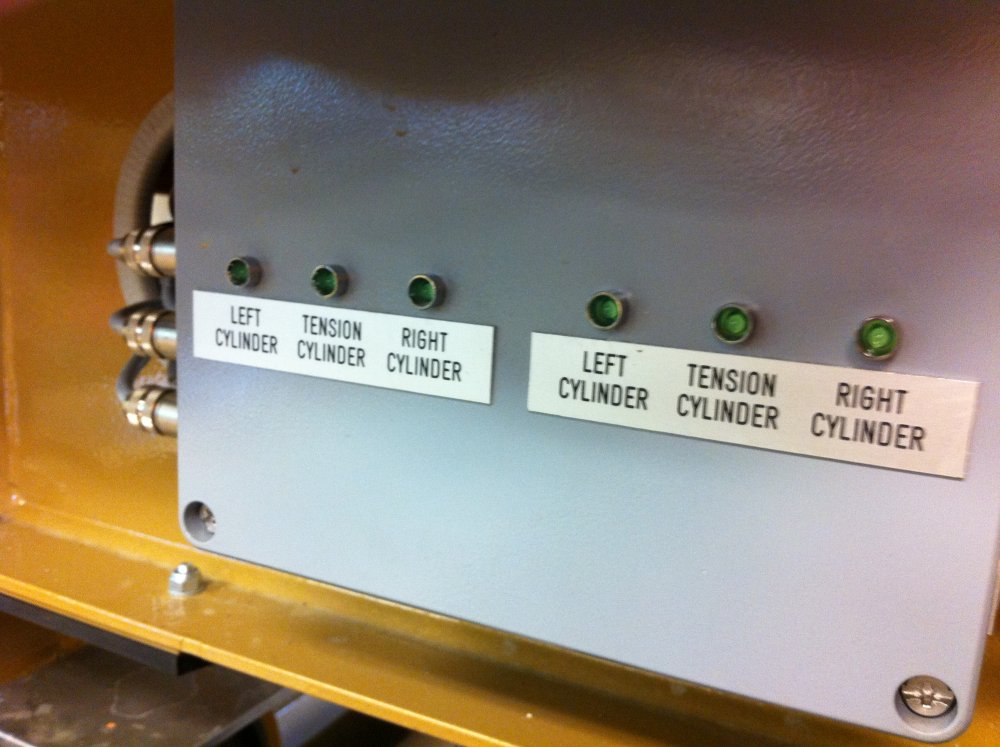 LEFT
CYLINDER
TENSION
CYLINDER
RIGHT
CYLINDER
LEFT
CYLINDER
TENSION
CYLINDER
RIGHT
CYLINDER